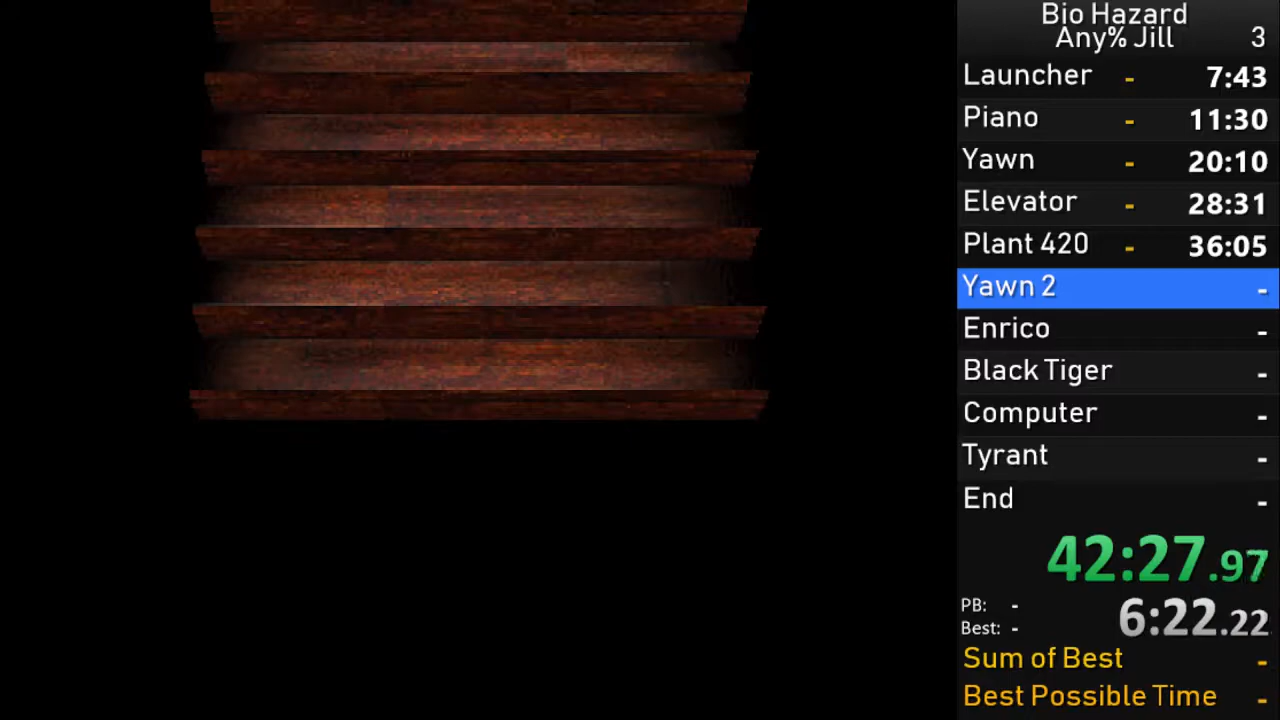 Bio Hazard
Any% Jill 3
Launcher - 7:43
Piano - 11:30
Yawn - 20:10
Elevator - 28:31
Plant 420 - 36:05
Yawn 2 -
Enrico -
Black Tiger -
Computer -
Tyrant -
End -
42:27.97
PB: - 6:22.22
Best: -
Sum of Best -
Best Possible Time -